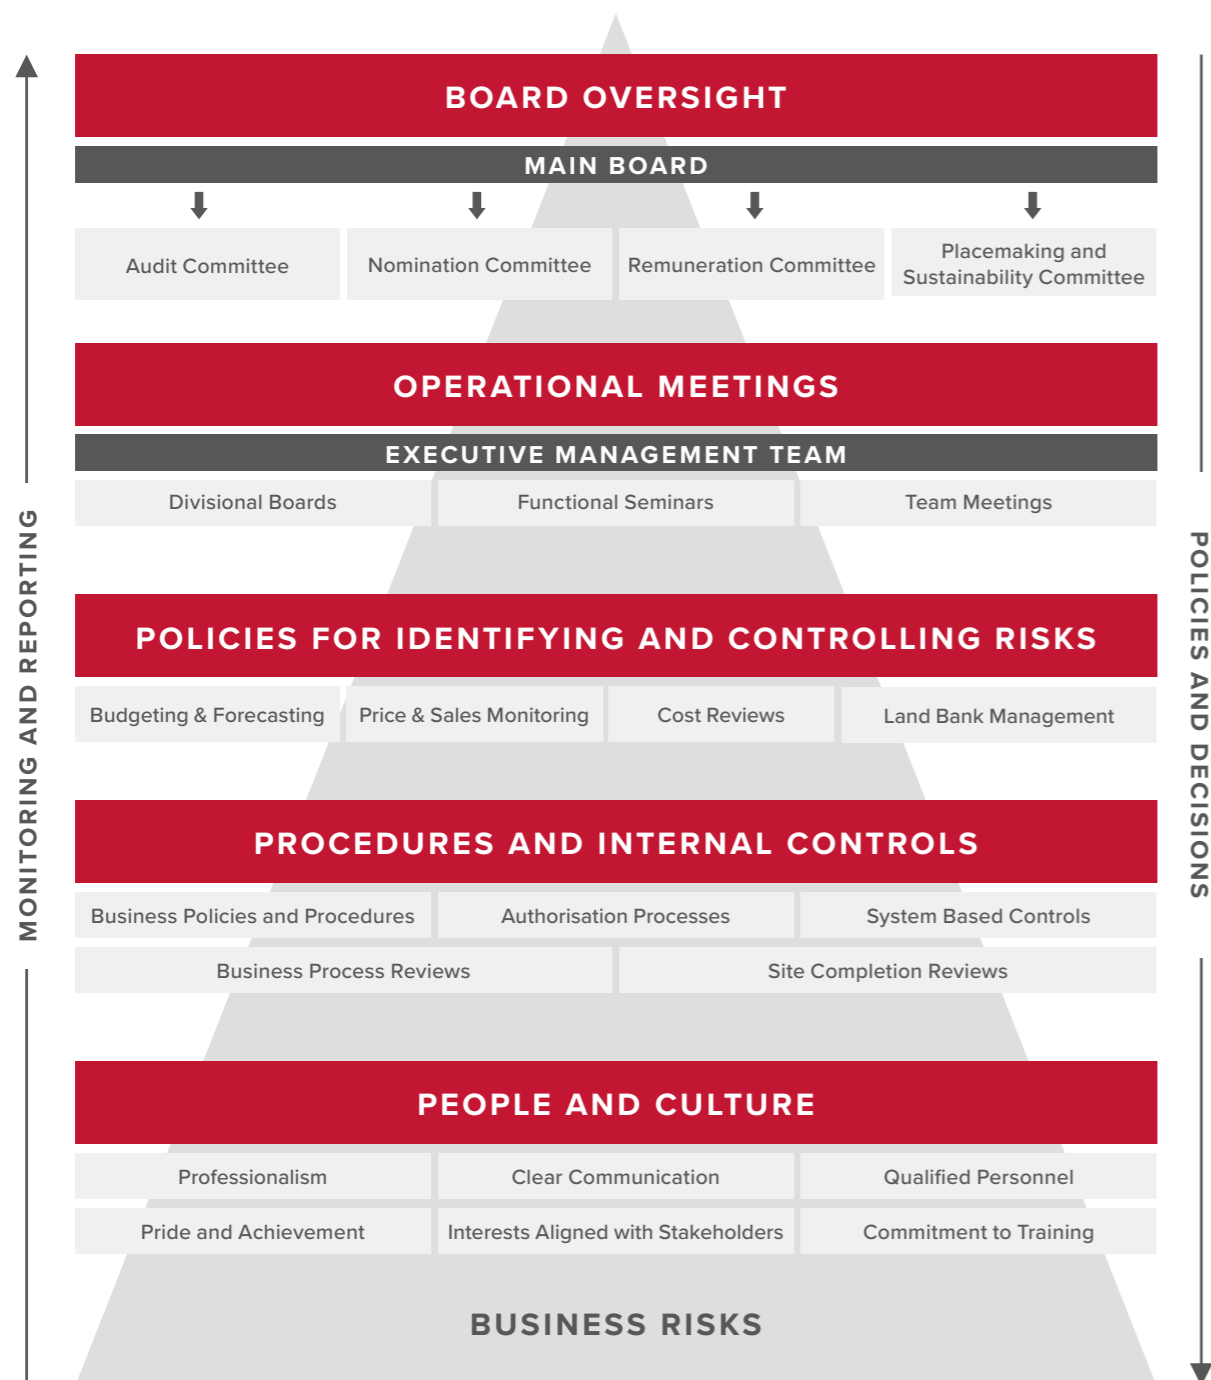 BOARD OVERSIGHT
MAIN BOARD
Audit Committee
Nomination Committee
Remuneration Committee
Placemaking and
Sustainability Committee
OPERATIONAL MEETINGS
EXECUTIVE MANAGEMENT TEAM
Divisional Boards
Functional Seminars
Team Meetings
POLICIES FOR IDENTIFYING AND CONTROLLING RISKS
Budgeting & Forecasting
Price & Sales Monitoring
Cost Reviews
Land Bank Management
PROCEDURES AND INTERNAL CONTROLS
Business Policies and Procedures
Authorisation Processes
System Based Controls
Business Process Reviews
Site Completion Reviews
PEOPLE AND CULTURE
Professionalism
Clear Communication
Qualified Personnel
Pride and Achievement
Interests Aligned with Stakeholders
Commitment to Training
BUSINESS RISKS
MONITORING AND REPORTING
POLICIES AND DECISIONS